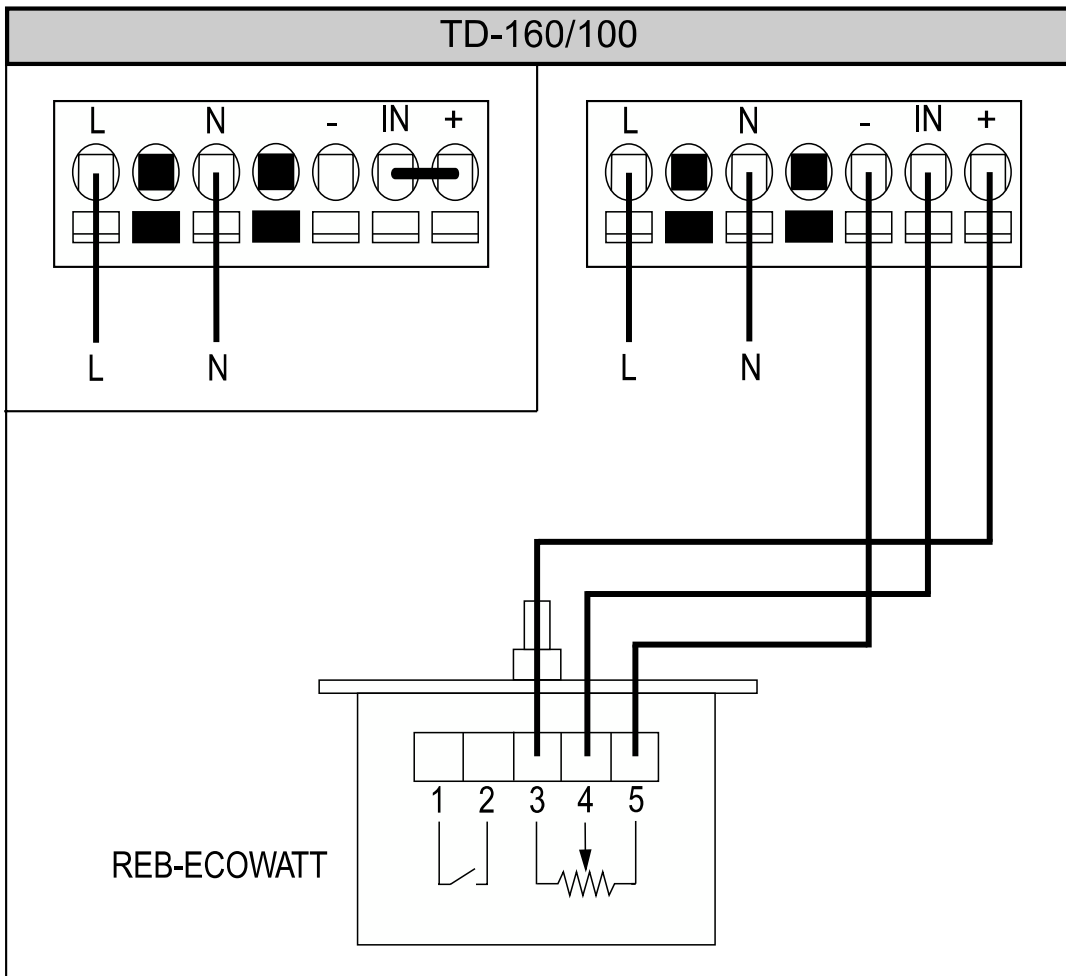 TD-160/100
L N - IN +
L N - IN +
L N
L N
1 2 3 4 5
REB-ECOWATT